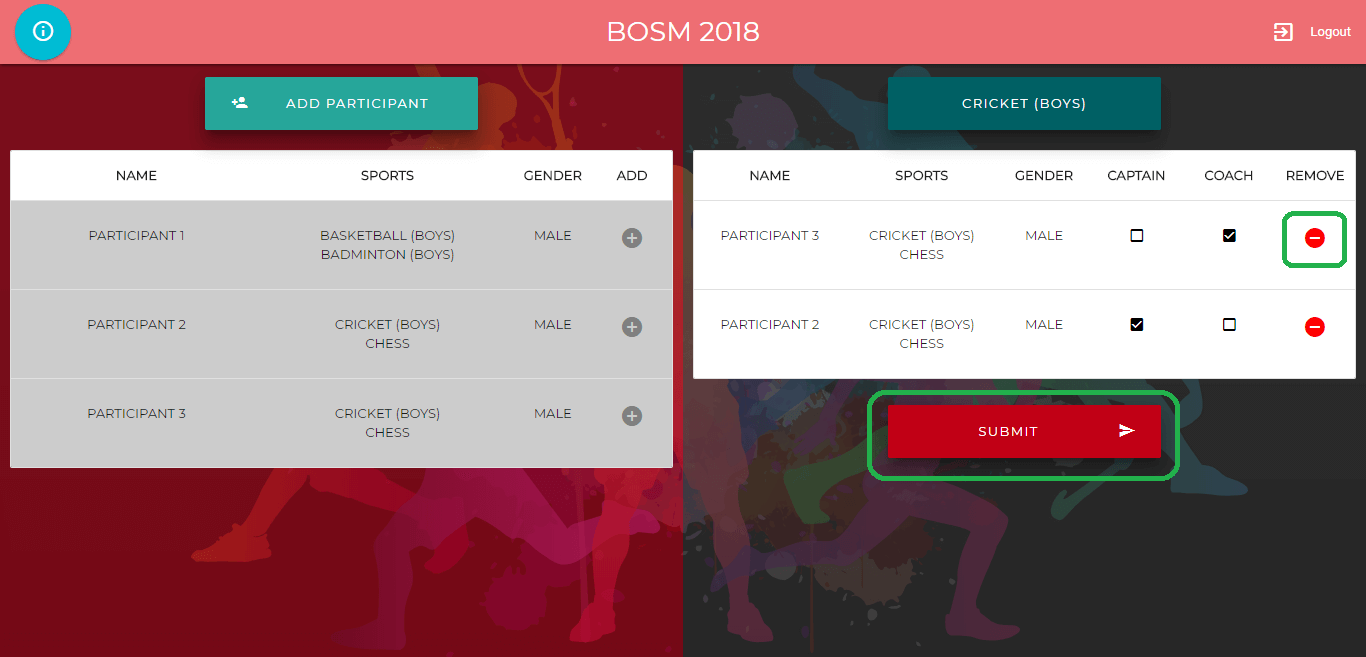 BOSM 2018
Logout
ADD PARTICIPANT
NAME SPORTS GENDER ADD
PARTICIPANT 1 BASKETBALL (BOYS) MALE
BADMINTON (BOYS)
PARTICIPANT 2 CRICKET (BOYS) MALE
CHESS
PARTICIPANT 3 CRICKET (BOYS) MALE
CHESS
CRICKET (BOYS)
NAME SPORTS GENDER CAPTAIN COACH REMOVE
PARTICIPANT 3 CRICKET (BOYS) MALE
CHESS
PARTICIPANT 2 CRICKET (BOYS) MALE
CHESS
SUBMIT